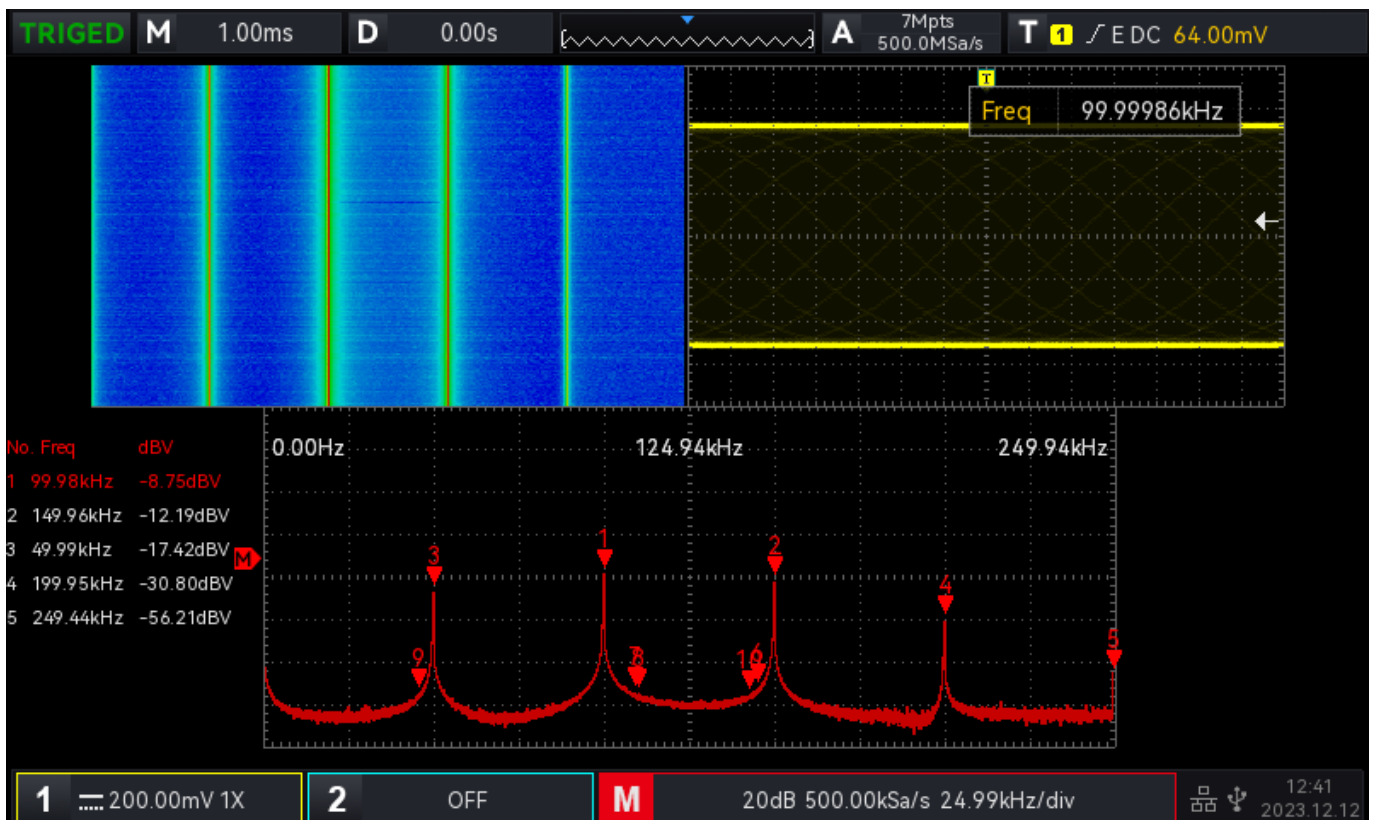 TRIGED M 1.00ms D 0.00s A 7Mpts 500.0MSa/s T 1 E DC 64.00mV
T
Freq 99.99986kHz
No. Freq dBV
1 99.98kHz -8.75dBV
2 149.96kHz -12.19dBV
3 49.99kHz -17.42dBV
4 199.95kHz -30.80dBV
5 249.44kHz -56.21dBV
M
0.00Hz 124.94kHz 249.94kHz
3 1 2 4 5
9 8 10 6
1 200.00mV 1X 2 OFF M 20dB 500.00kSa/s 24.99kHz/div
12:41
2023.12.12